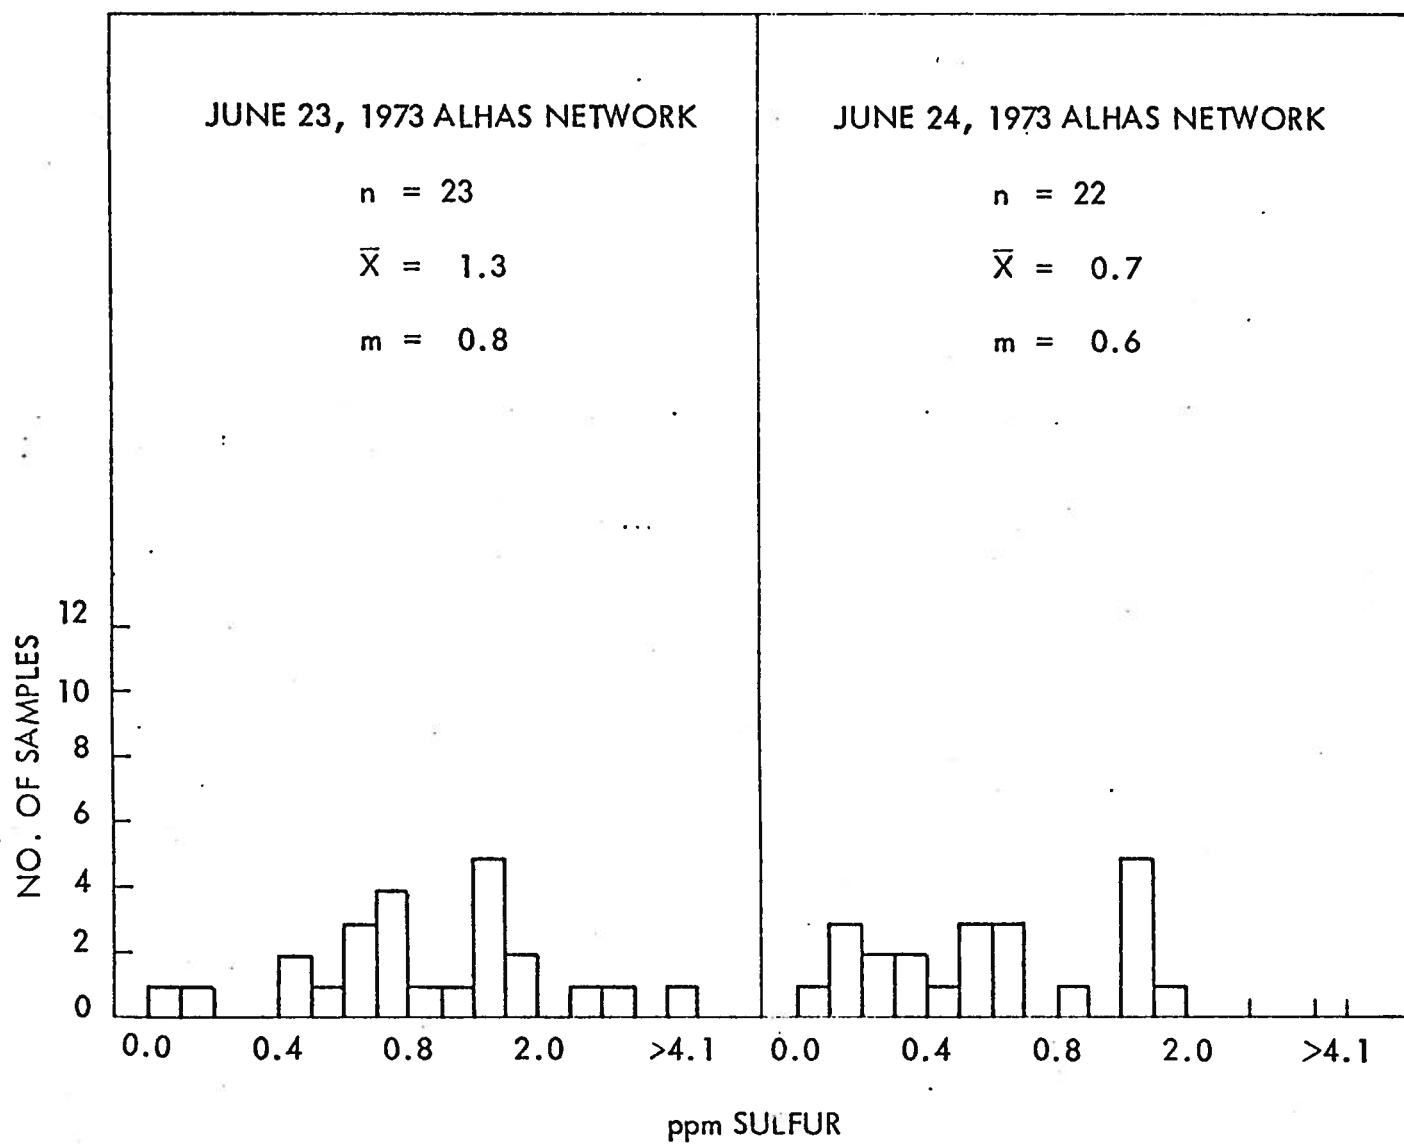 JUNE 23, 1973 ALHAS NETWORK
n = 23
X̅ = 1.3
m = 0.8
JUNE 24, 1973 ALHAS NETWORK
n = 22
X̅ = 0.7
m = 0.6
NO. OF SAMPLES
12
10
8
6
4
2
0
0.0 0.4 0.8 2.0 >4.1
0.0 0.4 0.8 2.0 >4.1
ppm SULFUR